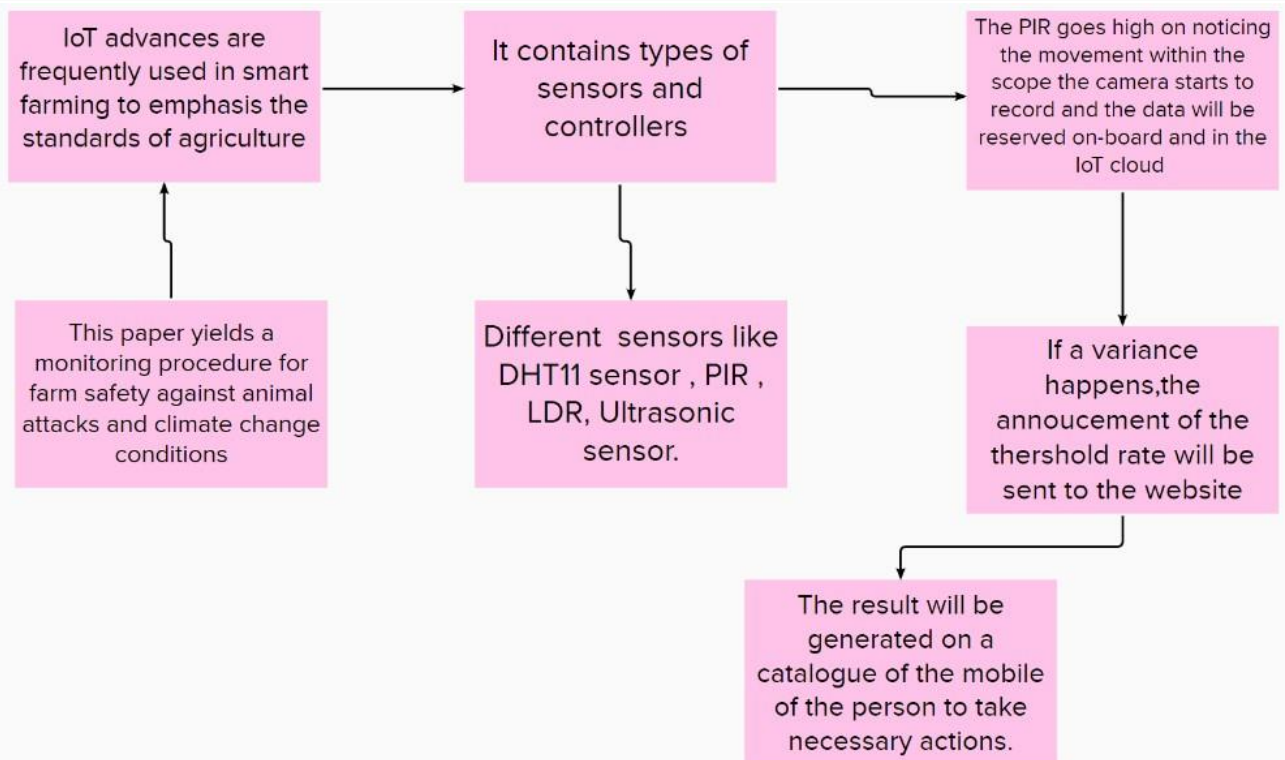 IoT advances are
frequently used in smart
farming to emphasis the
standards of agriculture
It contains types of
sensors and
controllers
The PIR goes high on noticing
the movement within the
scope the camera starts to
record and the data will be
reserved on-board and in the
IoT cloud
This paper yields a
monitoring procedure for
farm safety against animal
attacks and climate change
conditions
Different sensors like
DHT11 sensor , PIR ,
LDR, Ultrasonic
sensor.
If a variance
happens,the
annoucement of the
thershold rate will be
sent to the website
The result will be
generated on a
catalogue of the mobile
of the person to take
necessary actions.